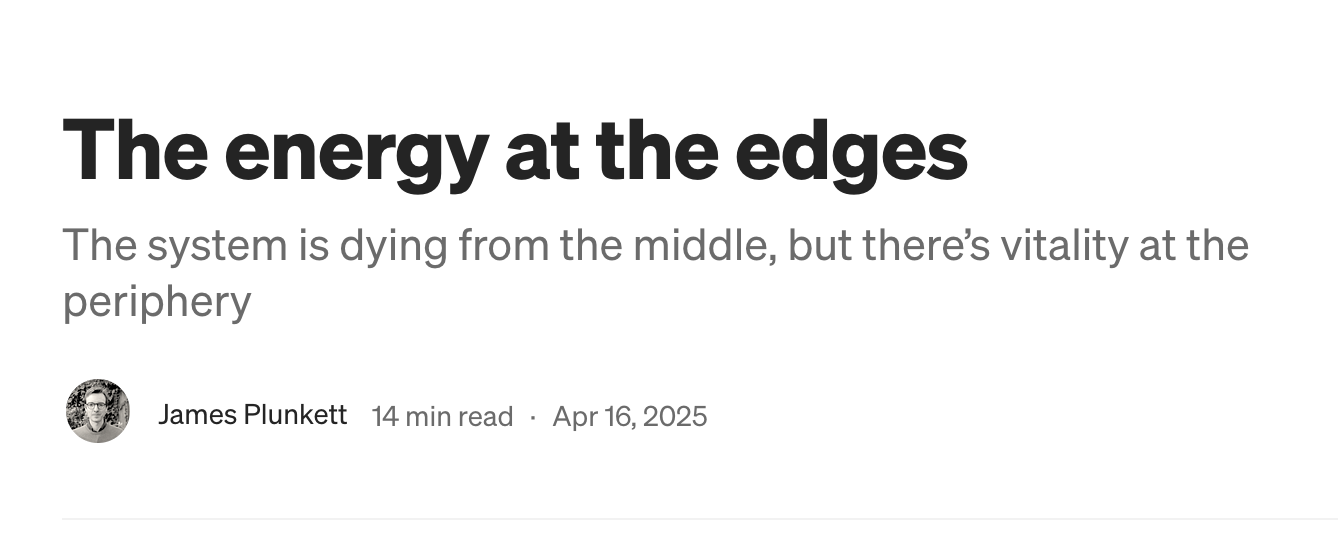 The energy at the edges
The system is dying from the middle, but there’s vitality at the
periphery
James Plunkett 14 min read · Apr 16, 2025